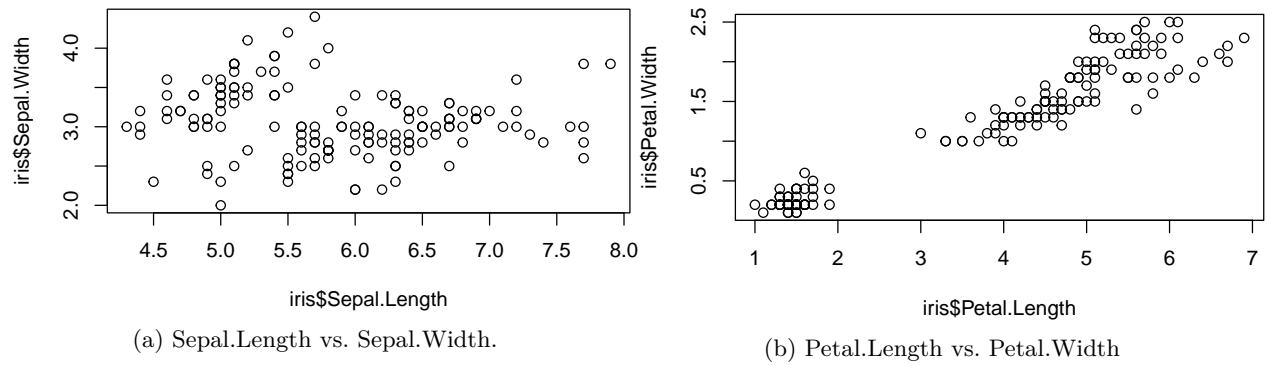 iris$Sepal.Width
4.0
3.0
2.0
4.5 5.0 5.5 6.0 6.5 7.0 7.5 8.0
iris$Sepal.Length
(a) Sepal.Length vs. Sepal.Width.
iris$Petal.Width
2.5
1.5
0.5
1 2 3 4 5 6 7
iris$Petal.Length
(b) Petal.Length vs. Petal.Width